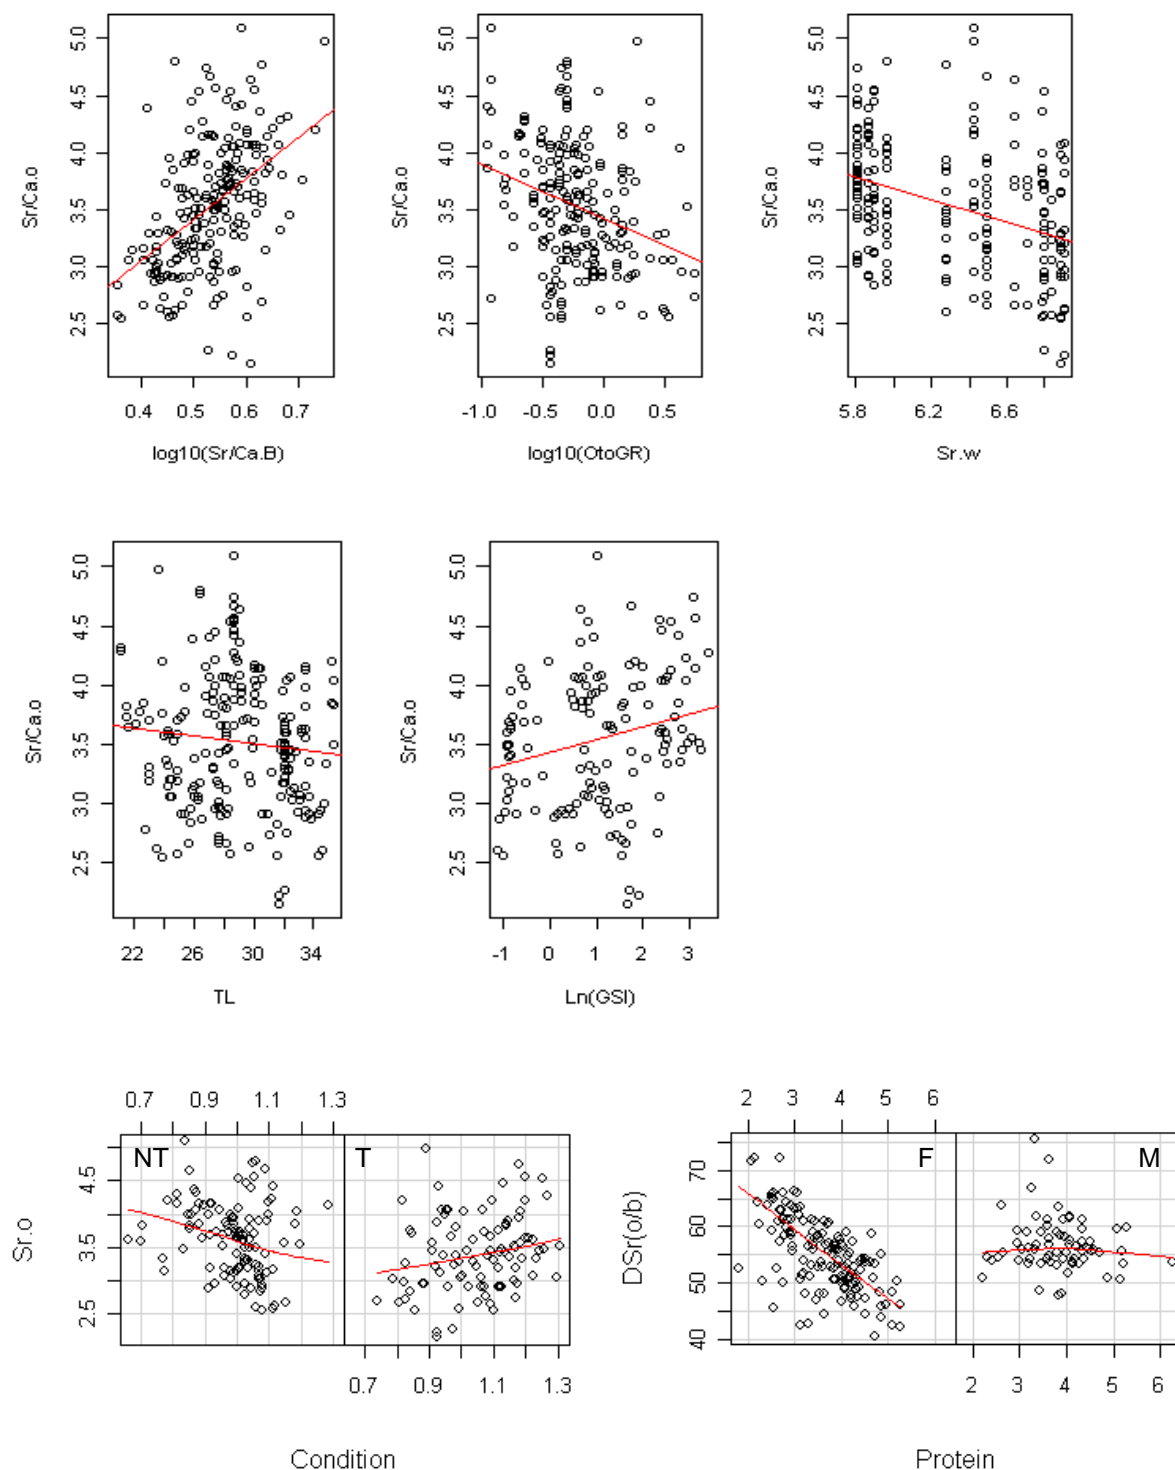 Sr/Ca.o
5.0
4.5
4.0
3.5
3.0
2.5
0.4 0.5 0.6 0.7
log10(Sr/Ca.B)
Sr/Ca.o
5.0
4.5
4.0
3.5
3.0
2.5
-1.0 -0.5 0.0 0.5
log10(OtoGR)
Sr/Ca.o
5.0
4.5
4.0
3.5
3.0
2.5
5.8 6.2 6.6
Sr.w
Sr/Ca.o
5.0
4.5
4.0
3.5
3.0
2.5
22 26 30 34
TL
Sr/Ca.o
5.0
4.5
4.0
3.5
3.0
2.5
-1 0 1 2 3
Ln(GSI)
0.7 0.9 1.1 1.3
NT T
Sr.o
4.5
3.5
2.5
0.7 0.9 1.1 1.3
Condition
2 3 4 5 6
F M
DSr(o/b)
70
60
50
40
2 3 4 5 6
Protein